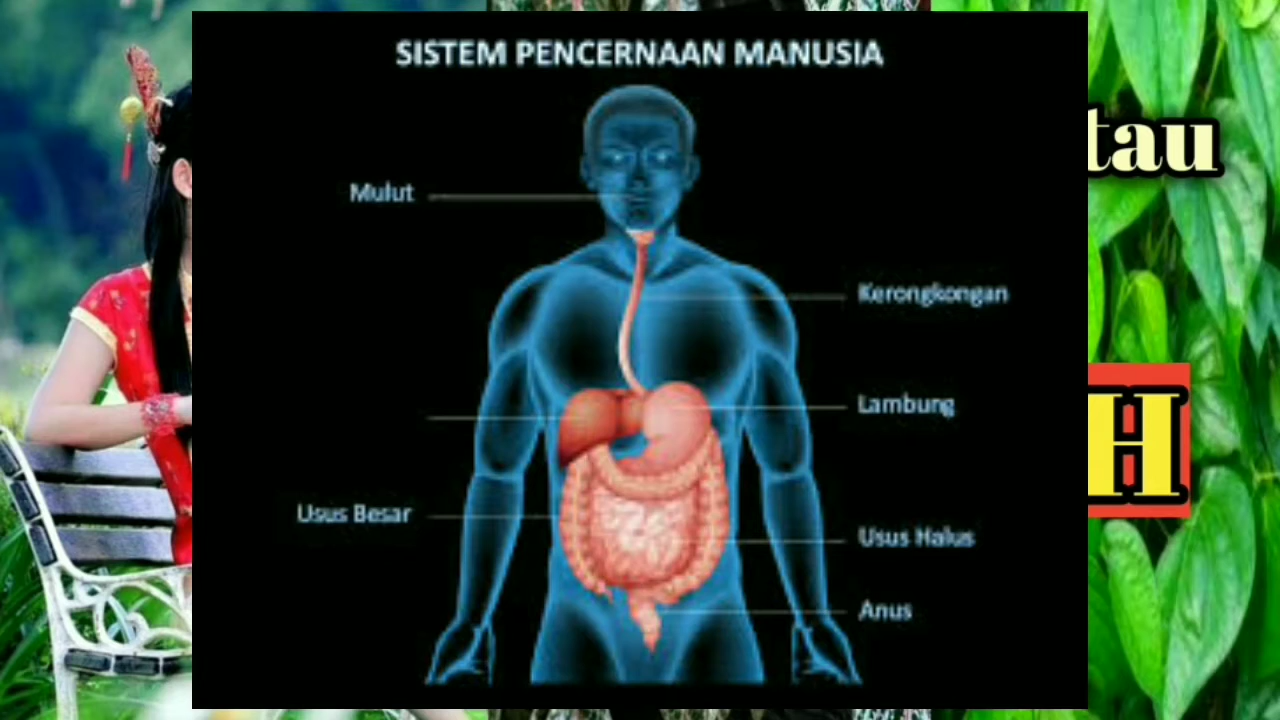 SISTEM PENCERNAAN MANUSIA
tau
Mulut
Kerongkongan
Lambung
H
Usus Besar
Usus Halus
Anus